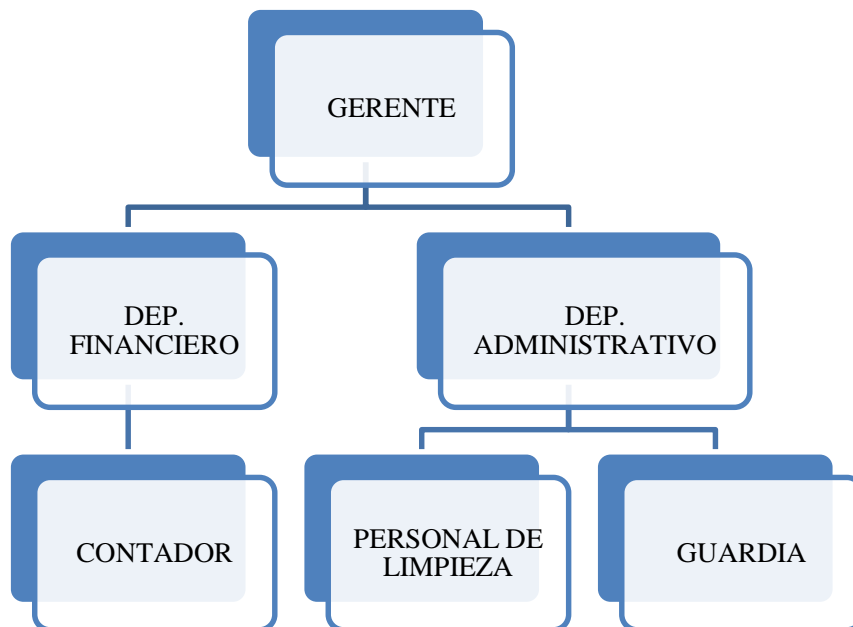 GERENTE
DEP.
FINANCIERO
DEP.
ADMINISTRATIVO
CONTADOR
PERSONAL DE
LIMPIEZA
GUARDIA